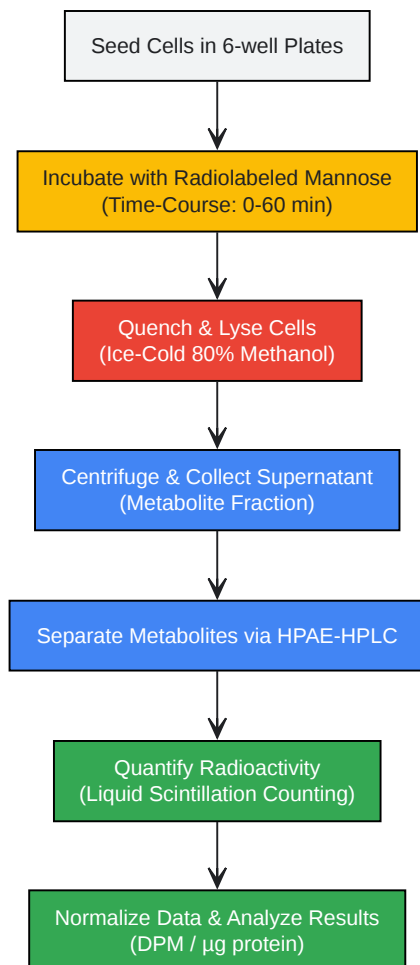 Seed Cells in 6-well Plates
Incubate with Radiolabeled Mannose
(Time-Course: 0-60 min)
Quench & Lyse Cells
(Ice-Cold 80% Methanol)
Centrifuge & Collect Supernatant
(Metabolite Fraction)
Separate Metabolites via HPAE-HPLC
Quantify Radioactivity
(Liquid Scintillation Counting)
Normalize Data & Analyze Results
(DPM / µg protein)